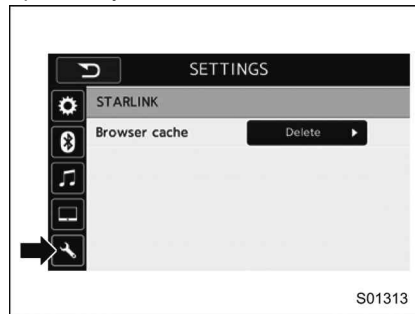 SETTINGS
STARLINK
Browser cache
Delete
S01313